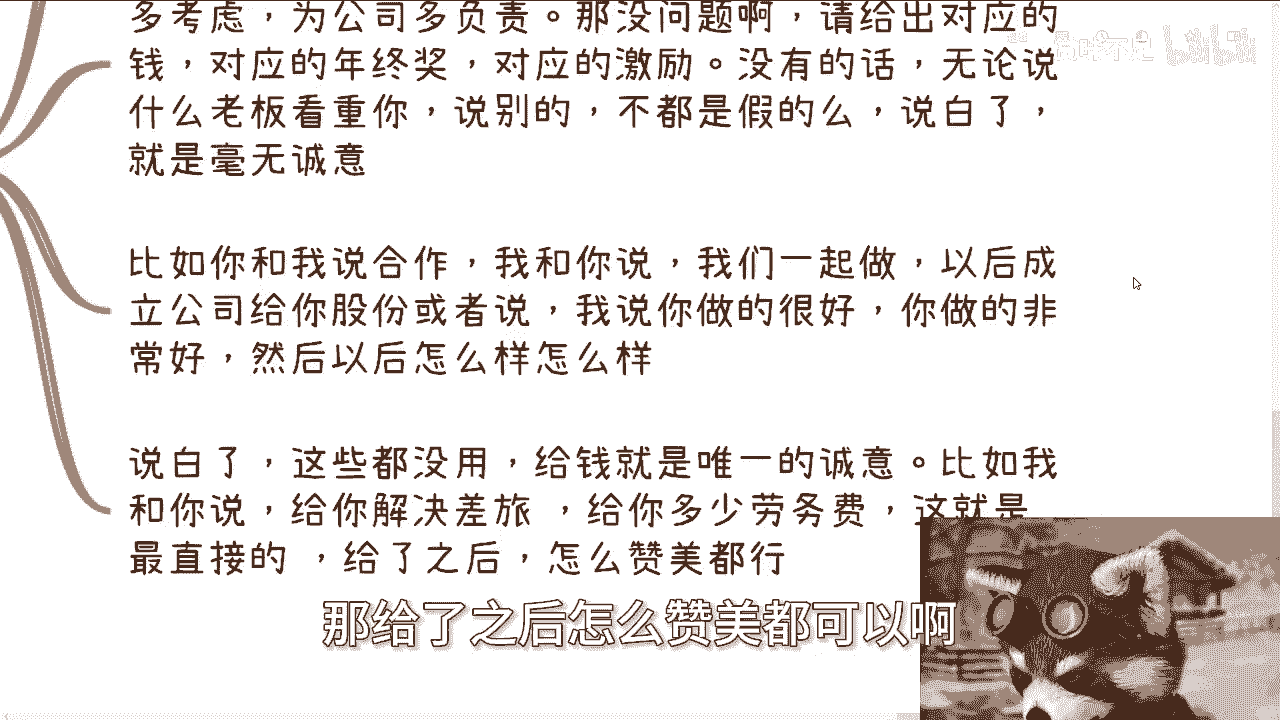 多考虑，为公司多负责。那没问题啊，请给出对应的
钱，对应的年终奖，对应的激励。没有的话，无论说
什么老板看重你，说别的，不都是假的么，说白了，
就是毫无诚意
比如你和我说合作，我和你说，我们一起做，以后成
立公司给你股份或者说，我说你做的很好，你做的非
常好，然后以后怎么样怎么样
说白了，这些都没用，给钱就是唯一的诚意。比如我
和你说，给你解决差旅 ，给你多少劳务费，这就是
最直接的 ，给了之后，怎么赞美都行
那给了之后怎么赞美都可以啊
bilibili